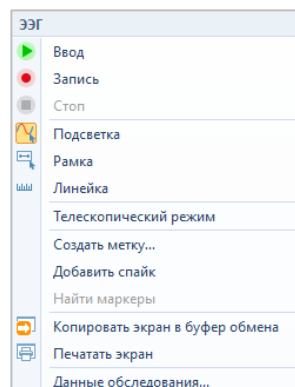 ЭЭГ
Ввод
Запись
Стоп
Подсветка
Рамка
Линейка
Телескопический режим
Создать метку...
Добавить спайк
Найти маркеры
Копировать экран в буфер обмена
Печатать экран
Данные обследования...